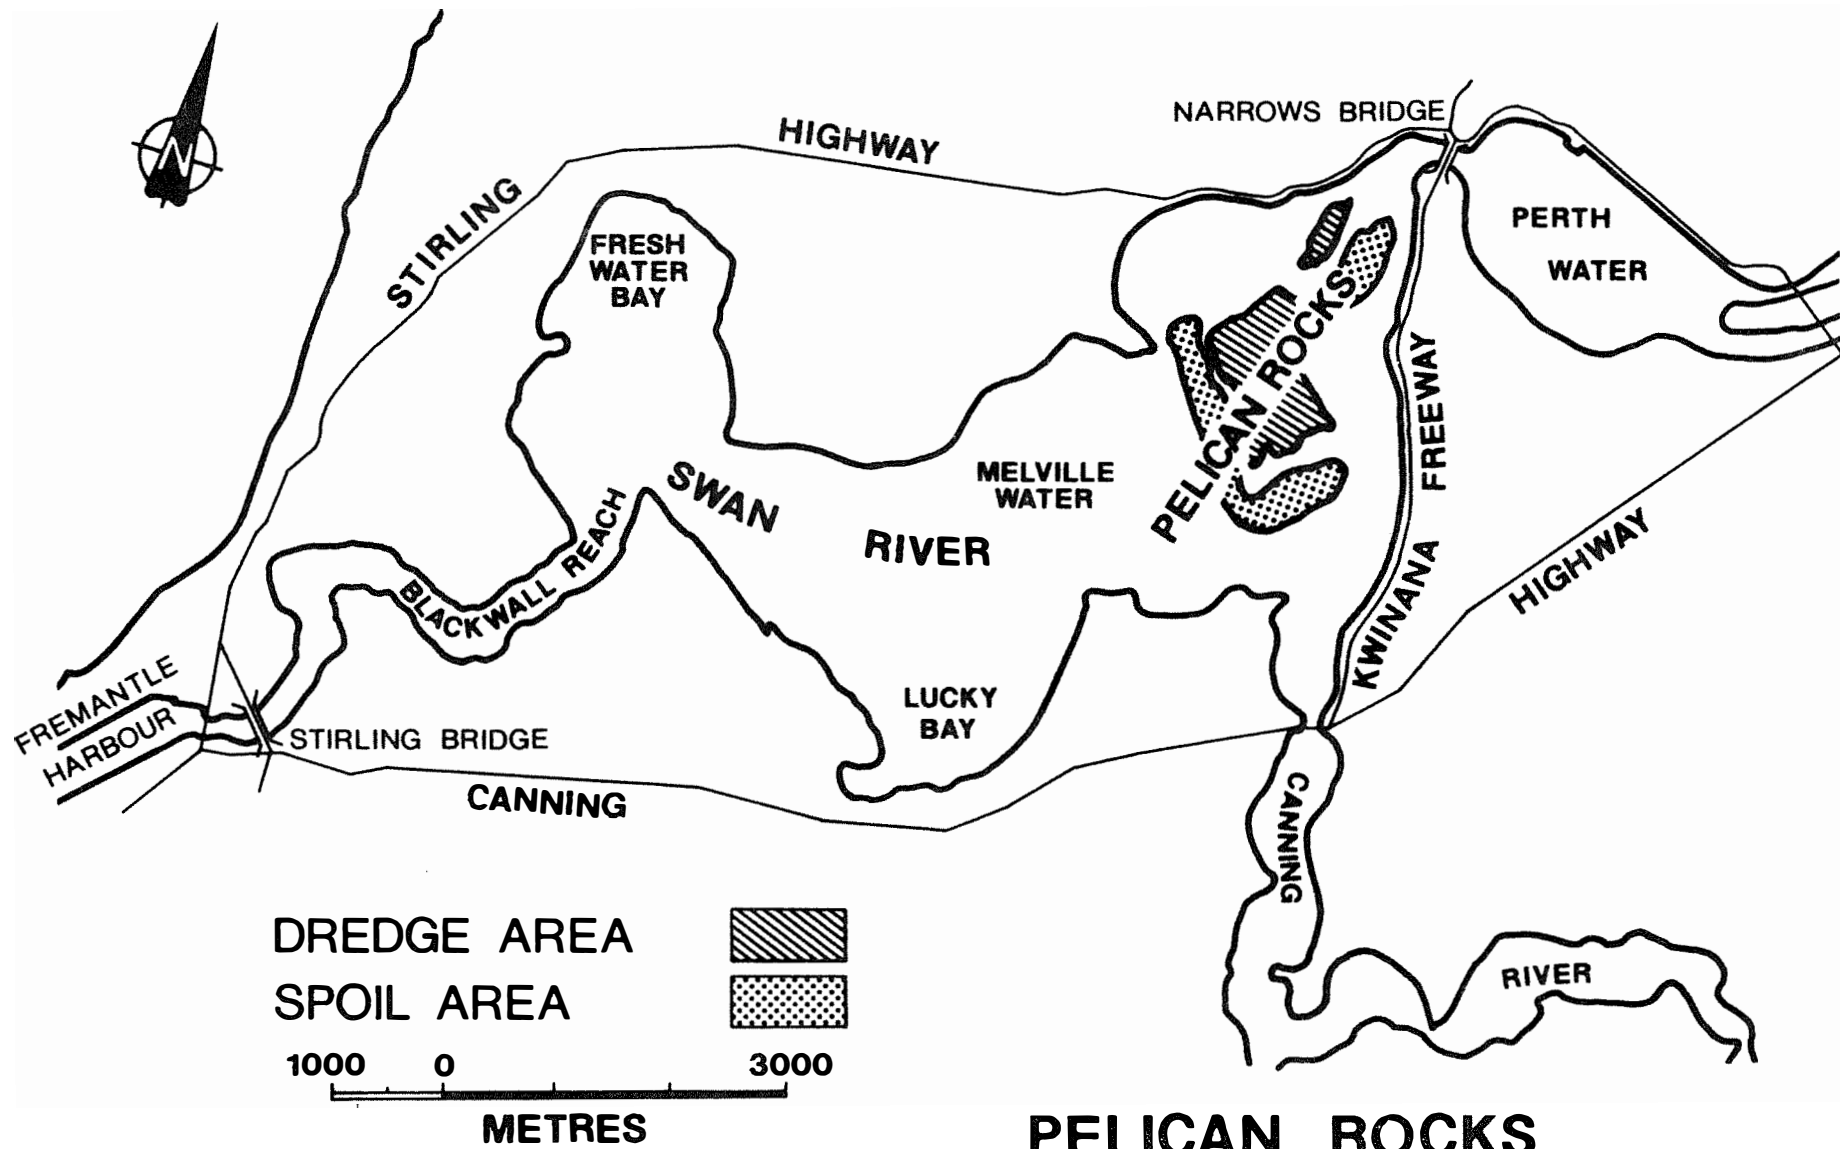 N
NARROWS BRIDGE
HIGHWAY
STIRLING
PERTH
WATER
FRESH
WATER
BAY
PELICAN ROCKS
FREEWAY
KWINANA
HIGHWAY
MELVILLE
WATER
SWAN
RIVER
BLACKWALL REACH
FREMANTLE
HARBOUR
STIRLING BRIDGE
LUCKY
BAY
CANNING
CANNING
RIVER
DREDGE AREA
SPOIL AREA
1000 0 3000
METRES
PELICAN ROCKS